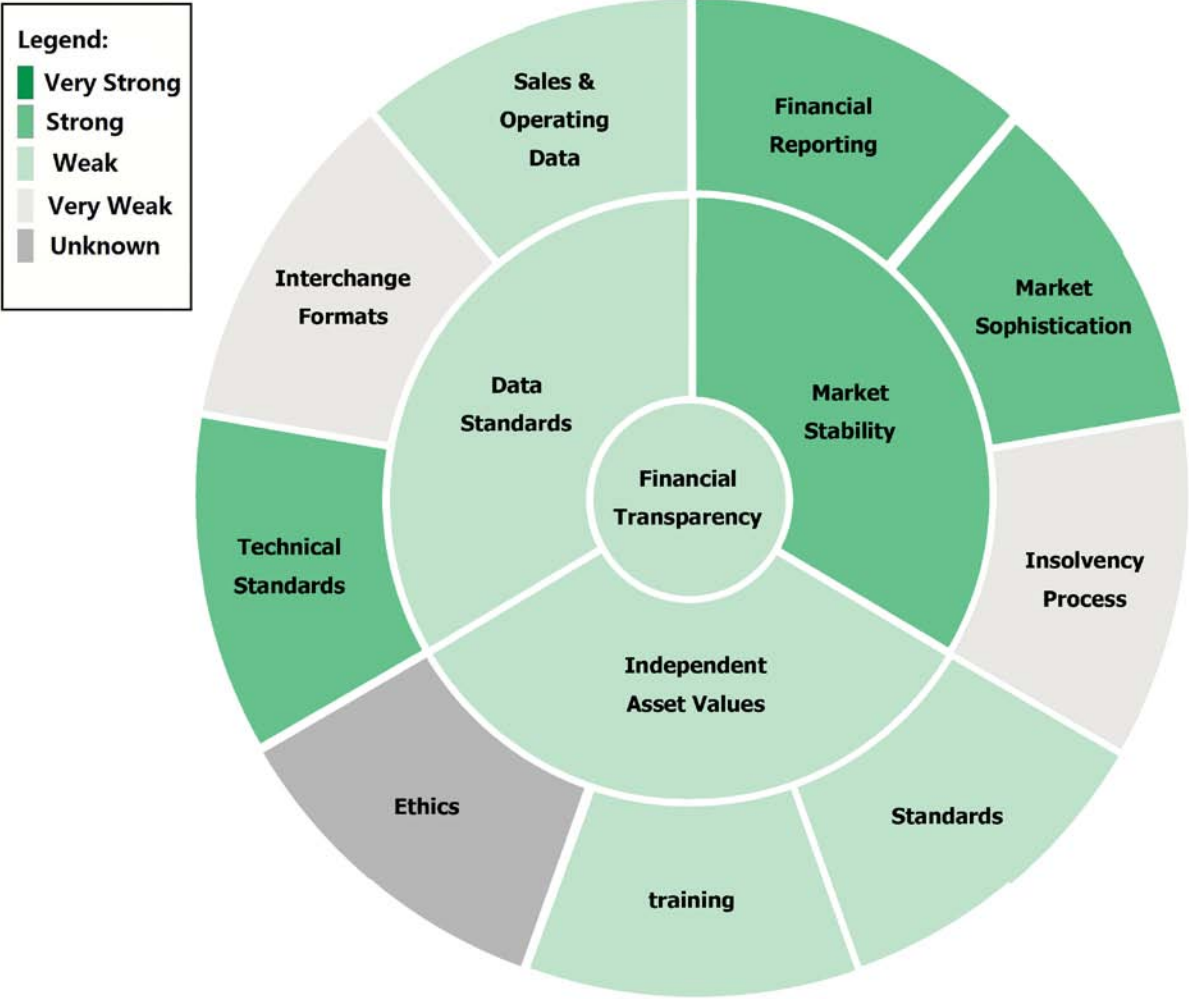 Legend:
Very Strong
Strong
Weak
Very Weak
Unknown
Sales &
Operating
Data
Financial
Reporting
Interchange
Formats
Market
Sophistication
Data
Standards
Market
Stability
Financial
Transparency
Technical
Standards
Insolvency
Process
Independent
Asset Values
Ethics
Standards
training